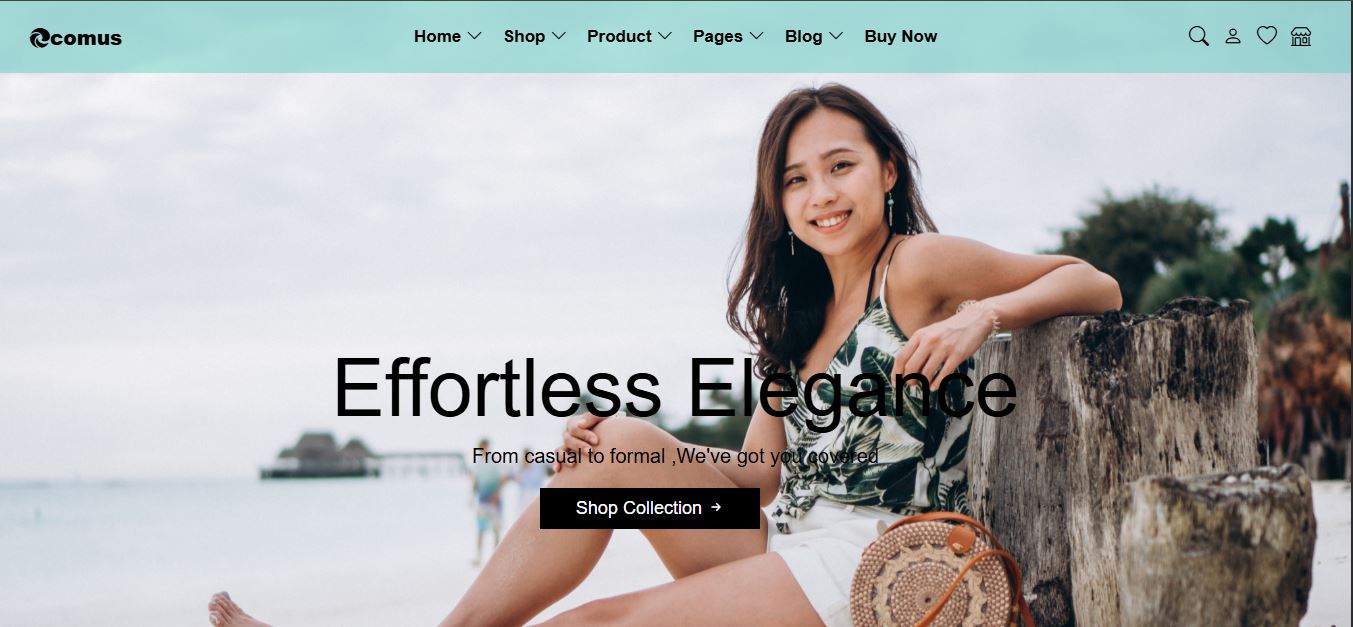 comus
Home Shop Product Pages Blog Buy Now
Effortless Elegance
From casual to formal ,We've got you covered
Shop Collection →